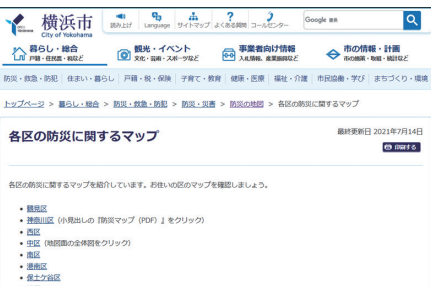 横浜市
City of Yokohama
読み上げ
Language
サイトマップ
よくある質問
コールセンター
Google 検索
暮らし・総合
戸籍・住民票・税など
観光・イベント
文化・芸術・スポーツなど
事業者向け情報
入札情報、産業振興など
市の情報・計画
市の施策・取組・統計など
防災・救急・防犯
住まい・暮らし
戸籍・税・保険
子育て・教育
健康・医療
福祉・介護
市民協働・学び
まちづくり・環境
トップページ > 暮らし・総合 > 防災・救急・防犯 > 防災・災害 > 防災の地図 > 各区の防災に関するマップ
各区の防災に関するマップ
最終更新日 2021年7月14日
印刷する
各区の防災に関するマップを紹介しています。お住いの区のマップを確認しましょう。
鶴見区
神奈川区（小見出しの『防災マップ（PDF）』をクリック）
西区
中区（地図面の全体図をクリック）
南区
港南区
保土ケ谷区